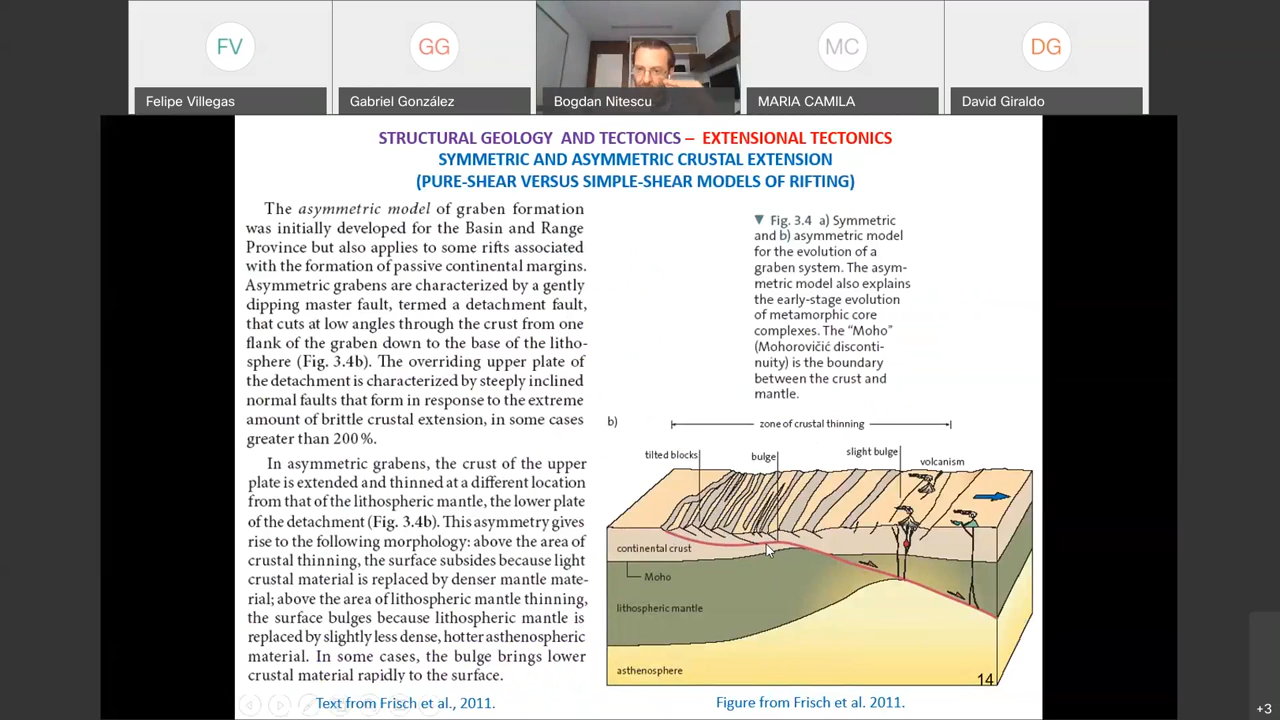 FV
GG
MC
DG
Felipe Villegas
Gabriel González
Bogdan Nitescu
MARIA CAMILA
David Giraldo
STRUCTURAL GEOLOGY AND TECTONICS – EXTENSIONAL TECTONICS
SYMMETRIC AND ASYMMETRIC CRUSTAL EXTENSION
(PURE-SHEAR VERSUS SIMPLE-SHEAR MODELS OF RIFTING)
The asymmetric model of graben formation
was initially developed for the Basin and Range
Province but also applies to some rifts associated
with the formation of passive continental margins.
Asymmetric grabens are characterized by a gently
dipping master fault, termed a detachment fault,
that cuts at low angles through the crust from one
flank of the graben down to the base of the litho-
sphere (Fig. 3.4b). The overriding upper plate of
the detachment is characterized by steeply inclined
normal faults that form in response to the extreme
amount of brittle crustal extension, in some cases
greater than 200%.
In asymmetric grabens, the crust of the upper
plate is extended and thinned at a different location
from that of the lithospheric mantle, the lower plate
of the detachment (Fig. 3.4b). This asymmetry gives
rise to the following morphology: above the area of
crustal thinning, the surface subsides because light
crustal material is replaced by denser mantle mate-
rial; above the area of lithospheric mantle thinning,
the surface bulges because lithospheric mantle is
replaced by slightly less dense, hotter asthenospheric
material. In some cases, the bulge brings lower
crustal material rapidly to the surface.
Text from Frisch et al., 2011.
▼ Fig. 3.4 a) Symmetric
and b) asymmetric model
for the evolution of a
graben system. The asym-
metric model also explains
the early-stage evolution
of metamorphic core
complexes. The “Moho”
(Mohorovičić disconti-
nuity) is the boundary
between the crust and
mantle.
b)
zone of crustal thinning
tilted blocks
bulge
slight bulge
volcanism
continental crust
Moho
lithospheric mantle
asthenosphere
14
Figure from Frisch et al. 2011.
+3